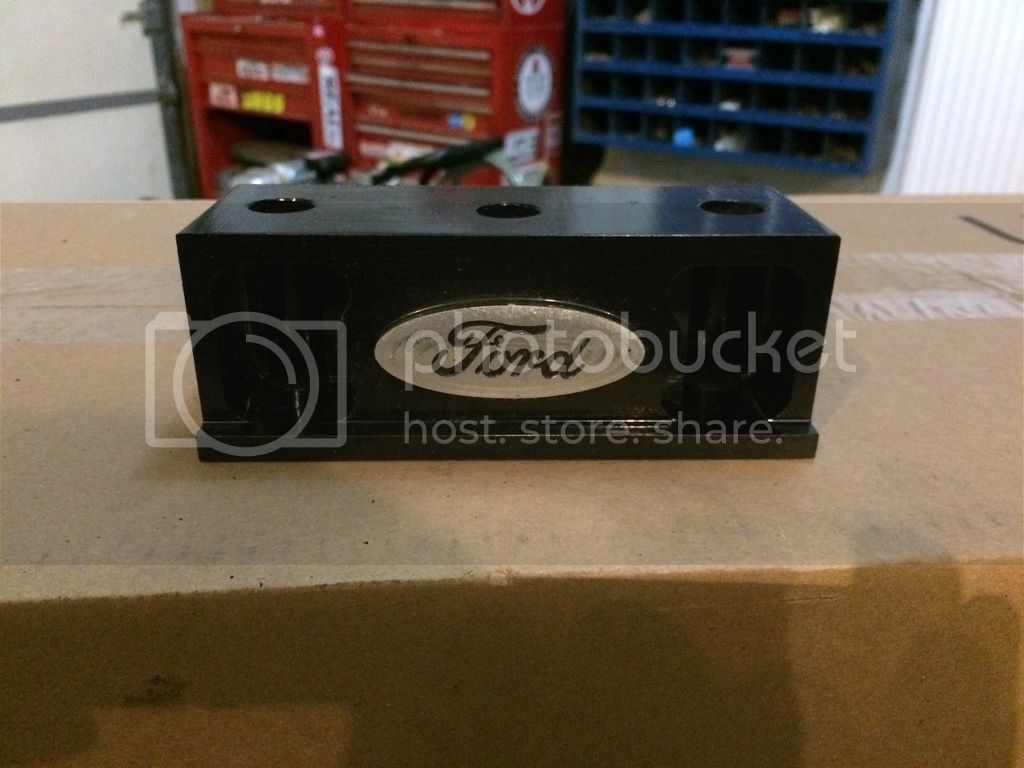 Ford
photobucket
host. store. share.